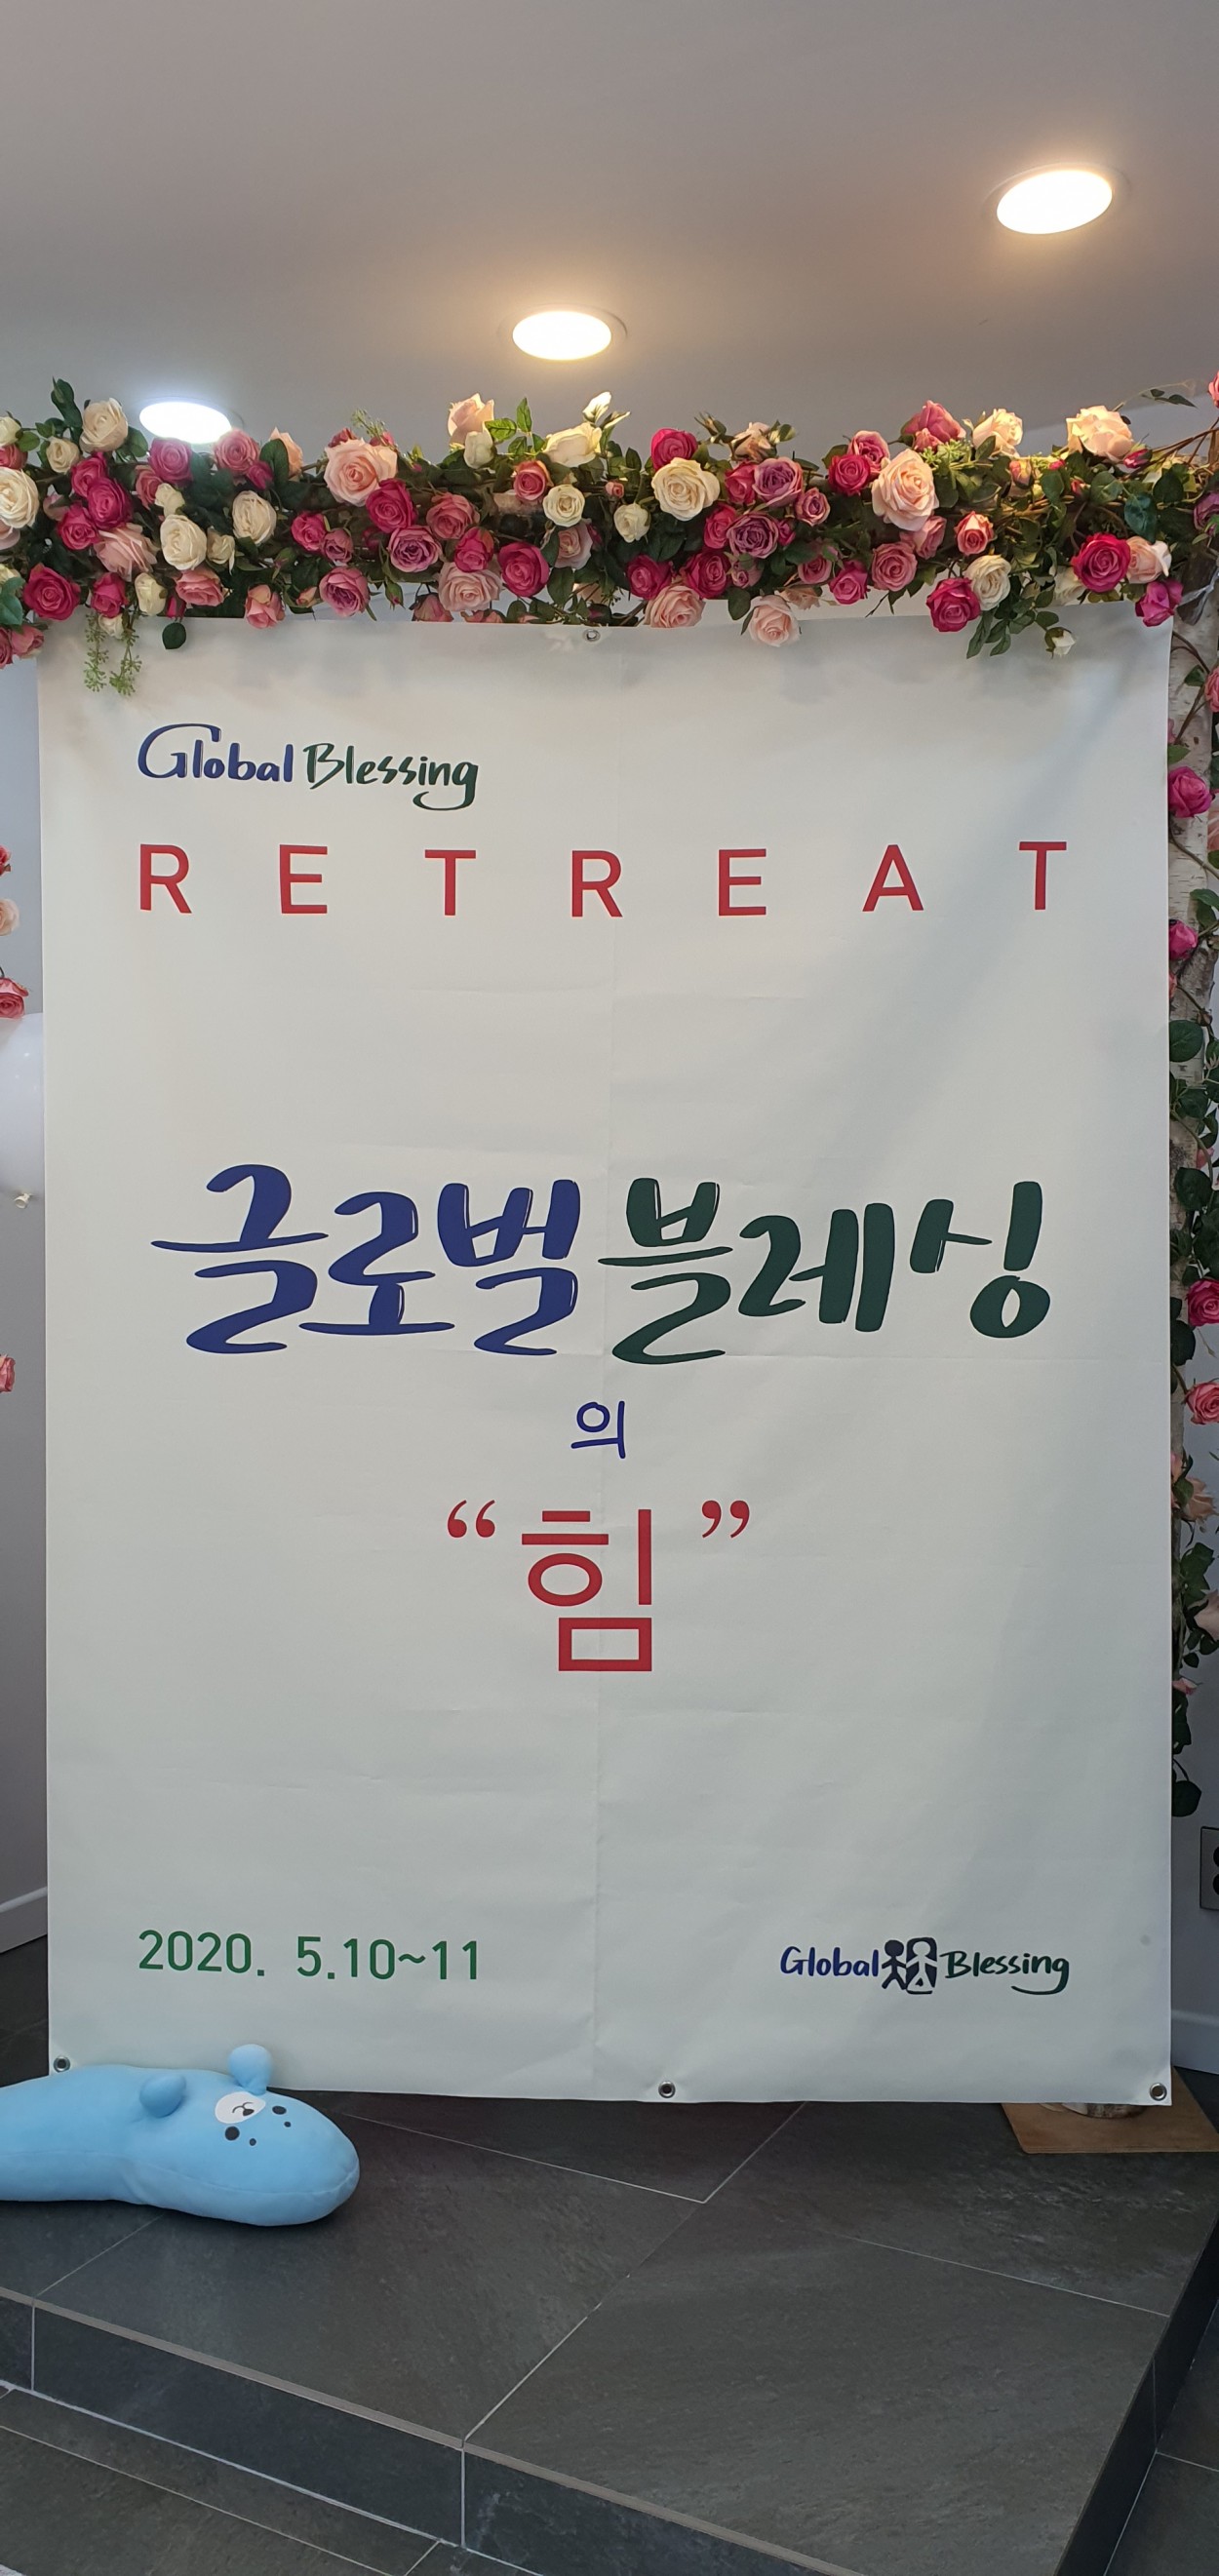 Global Blessing
RETREAT
글로벌블레싱
의
“힘”
2020. 5.10~11
Global Blessing